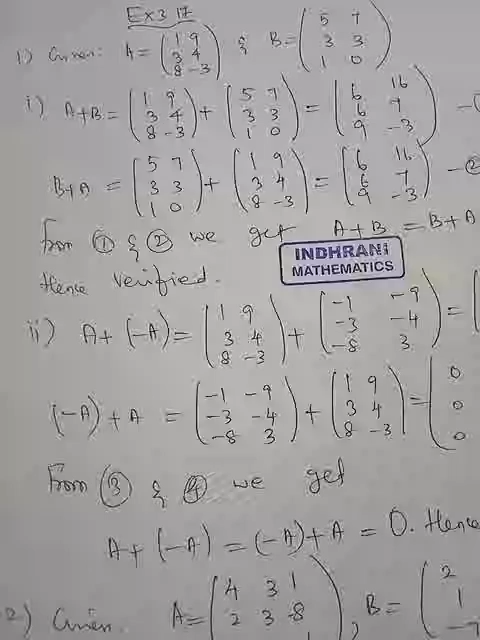 Ex 3.17
1) Given: A = (1 9 3 4 8 -3) & B = (5 7 3 3 1 0)
i) A+B = (1 9 3 4 8 -3) + (5 7 3 3 1 0) = (6 16 6 7 9 -3) —
B+A = (5 7 3 3 1 0) + (1 9 3 4 8 -3) = (6 16 6 7 9 -3) — ②
From ① & ② we get A+B = B+A
INDHRANI
MATHEMATICS
Hence verified.
ii) A+(-A) = (1 9 3 4 8 -3) + (-1 -9 -3 -4 -8 3) =
(-A)+A = (-1 -9 -3 -4 -8 3) + (1 9 3 4 8 -3) = (0 0 0
From ③ & ④ we get
A+(-A) = (-A)+A = 0. Hence
2) Given. A = (4 3 1 2 3 -8 , B = (2 1 -7